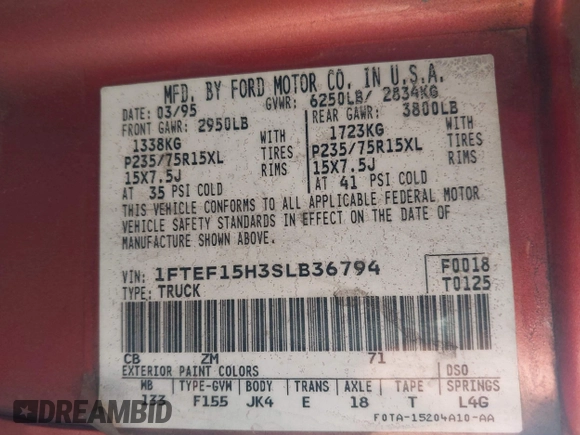 MFD. BY FORD MOTOR CO. IN U.S.A.
DATE: 03/95 GVWR: 6250LB/ 2834KG
FRONT GAWR: 2950LB REAR GAWR: 3800LB
1338KG WITH 1723KG WITH
P235/75R15XL TIRES P235/75R15XL TIRES
15X7.5J RIMS 15X7.5J RIMS
AT 35 PSI COLD AT 41 PSI COLD
THIS VEHICLE CONFORMS TO ALL APPLICABLE FEDERAL MOTOR
VEHICLE SAFETY STANDARDS IN EFFECT ON THE DATE OF
MANUFACTURE SHOWN ABOVE.
VIN: 1FTEF15H3SLB36794 F0018
TYPE: TRUCK T0125
CB ZM 71
EXTERIOR PAINT COLORS DSO
WB TYPE-GVW BODY TRANS AXLE TAPE SPRINGS
133 F155 JK4 E 18 T L4G
F0TA-15204A10-AA
DREAMBID